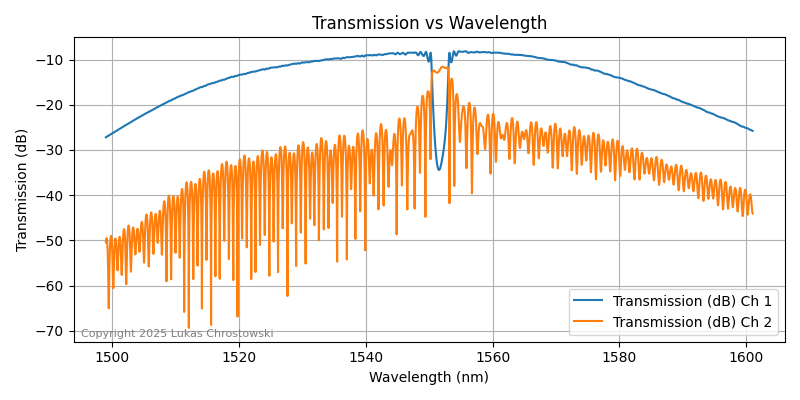 Transmission vs Wavelength
Transmission (dB)
−10
−20
−30
−40
−50
−60
−70
Copyright 2025 Lukas Chrostowski
Transmission (dB) Ch 1
Transmission (dB) Ch 2
1500 1520 1540 1560 1580 1600
Wavelength (nm)